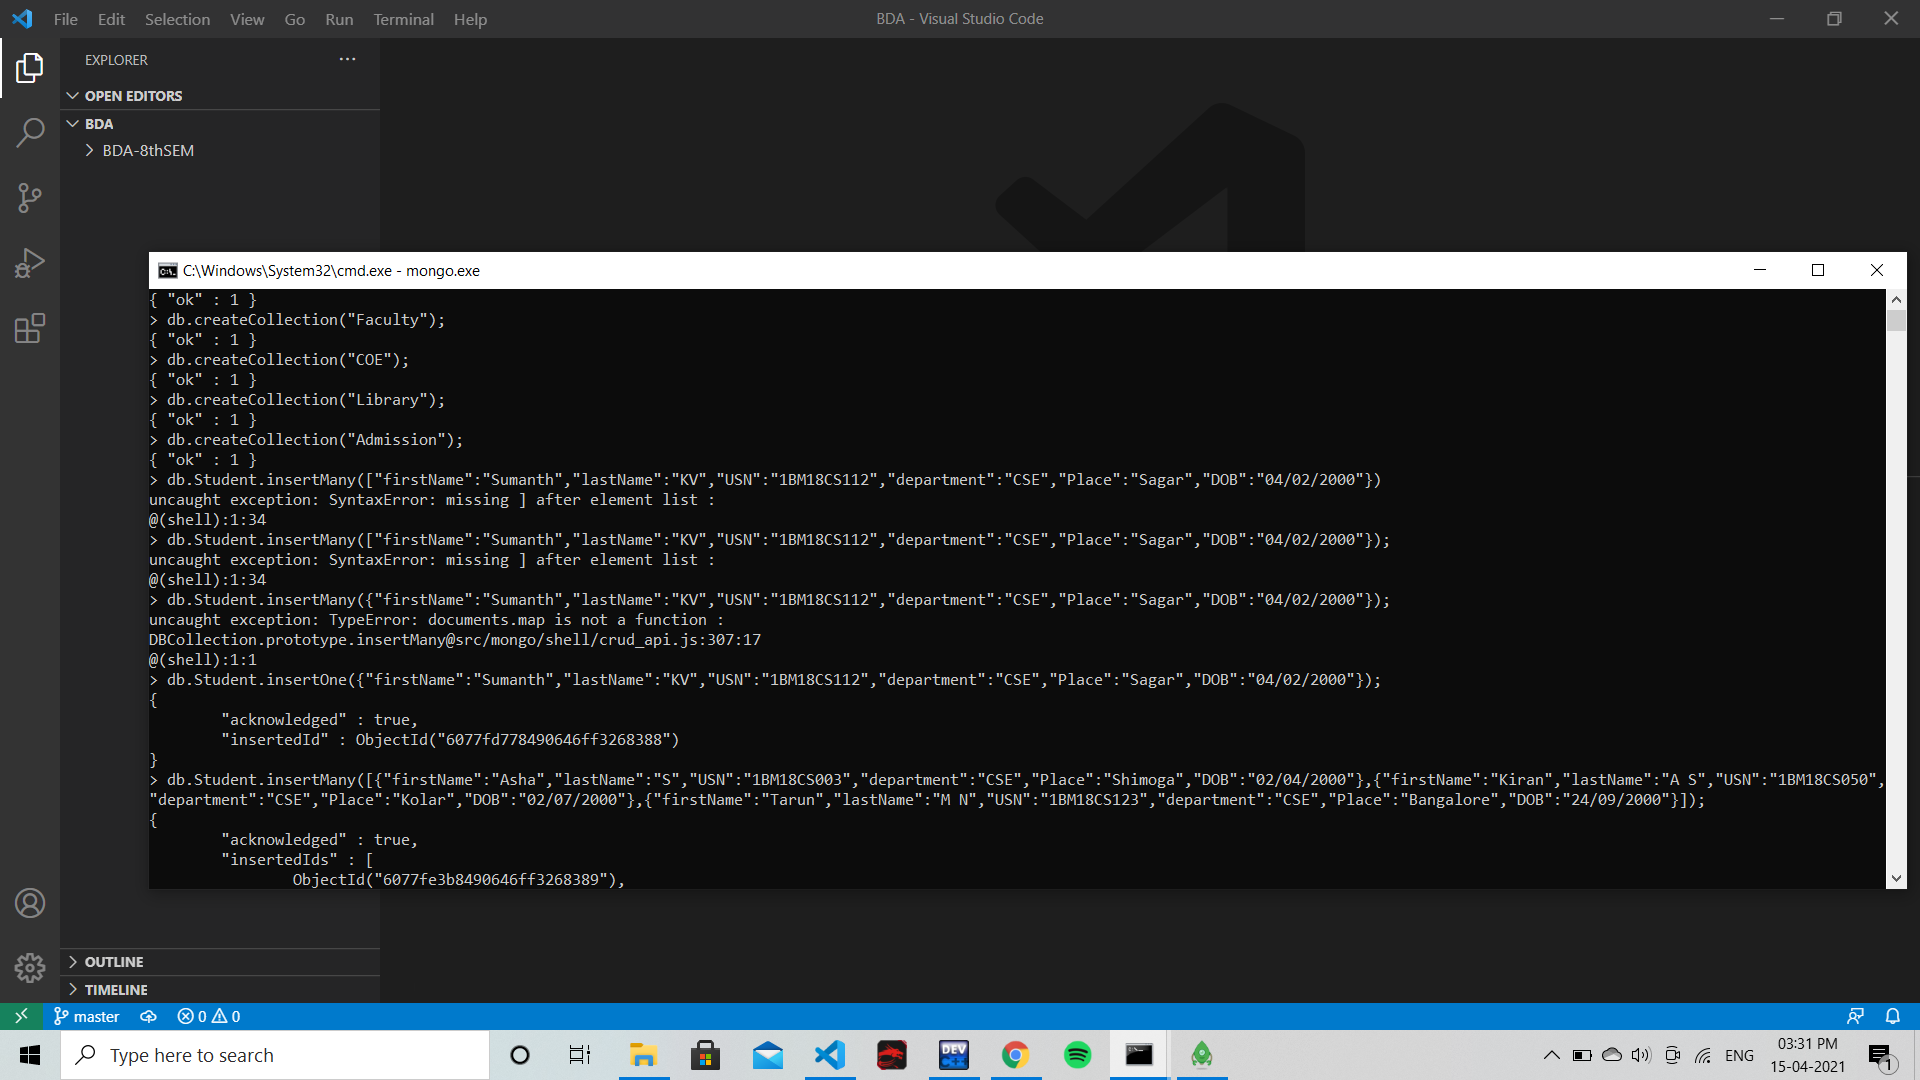 File Edit Selection View Go Run Terminal Help
BDA - Visual Studio Code
EXPLORER
OPEN EDITORS
BDA
BDA-8thSEM
C:\Windows\System32\cmd.exe - mongo.exe
{ "ok" : 1 }
> db.createCollection("Faculty");
{ "ok" : 1 }
> db.createCollection("COE");
{ "ok" : 1 }
> db.createCollection("Library");
{ "ok" : 1 }
> db.createCollection("Admission");
{ "ok" : 1 }
> db.Student.insertMany(["firstName":"Sumanth","lastName":"KV","USN":"1BM18CS112","department":"CSE","Place":"Sagar","DOB":"04/02/2000"})
uncaught exception: SyntaxError: missing ] after element list :
@(shell):1:34
> db.Student.insertMany(["firstName":"Sumanth","lastName":"KV","USN":"1BM18CS112","department":"CSE","Place":"Sagar","DOB":"04/02/2000"});
uncaught exception: SyntaxError: missing ] after element list :
@(shell):1:34
> db.Student.insertMany({"firstName":"Sumanth","lastName":"KV","USN":"1BM18CS112","department":"CSE","Place":"Sagar","DOB":"04/02/2000"});
uncaught exception: TypeError: documents.map is not a function :
DBCollection.prototype.insertMany@src/mongo/shell/crud_api.js:307:17
@(shell):1:1
> db.Student.insertOne({"firstName":"Sumanth","lastName":"KV","USN":"1BM18CS112","department":"CSE","Place":"Sagar","DOB":"04/02/2000"});
{
"acknowledged" : true,
"insertedId" : ObjectId("6077fd778490646ff3268388")
}
> db.Student.insertMany([{"firstName":"Asha","lastName":"S","USN":"1BM18CS003","department":"CSE","Place":"Shimoga","DOB":"02/04/2000"},{"firstName":"Kiran","lastName":"A S","USN":"1BM18CS050",
"department":"CSE","Place":"Kolar","DOB":"02/07/2000"},{"firstName":"Tarun","lastName":"M N","USN":"1BM18CS123","department":"CSE","Place":"Bangalore","DOB":"24/09/2000"}]);
{
"acknowledged" : true,
"insertedIds" : [
ObjectId("6077fe3b8490646ff3268389"),
OUTLINE
TIMELINE
master 0 0
Type here to search
DEV C++
ENG
03:31 PM
15-04-2021
1